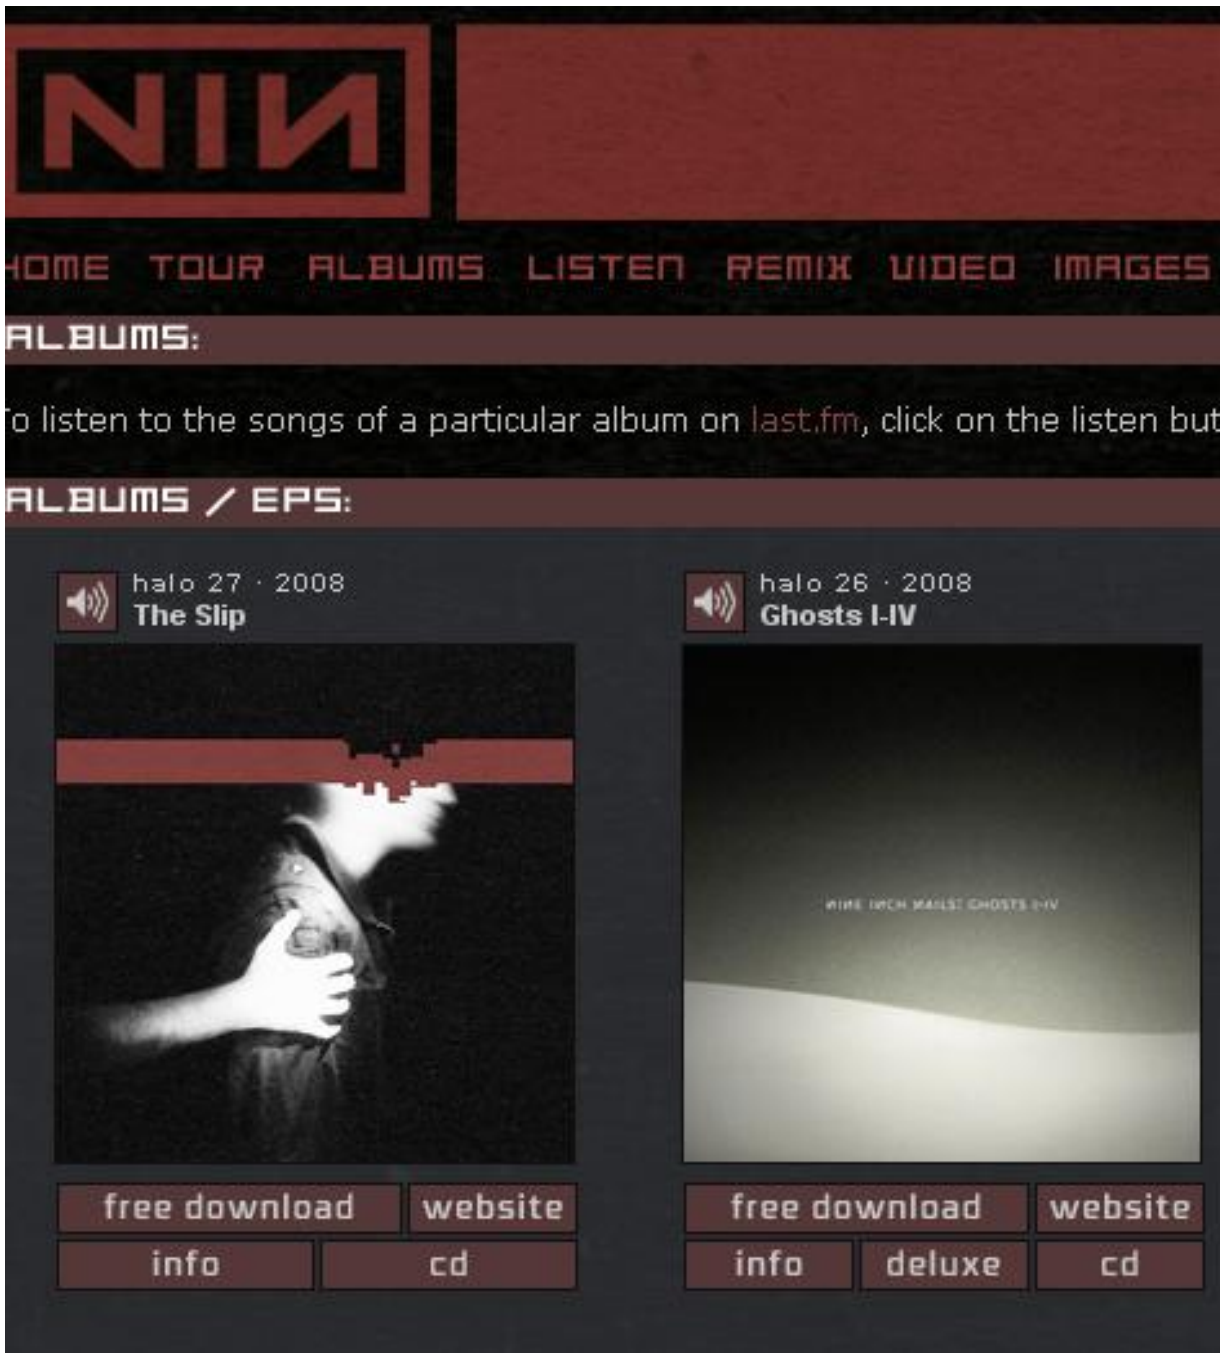 NIN
HOME TOUR ALBUMS LISTEN REMIX VIDEO IMAGES
ALBUMS:
To listen to the songs of a particular album on last.fm, click on the listen but
ALBUMS / EPS:
halo 27 · 2008
The Slip
halo 26 · 2008
Ghosts I-IV
NINE INCH NAILS: GHOSTS I-IV
free download website
info cd
free download website
info deluxe cd